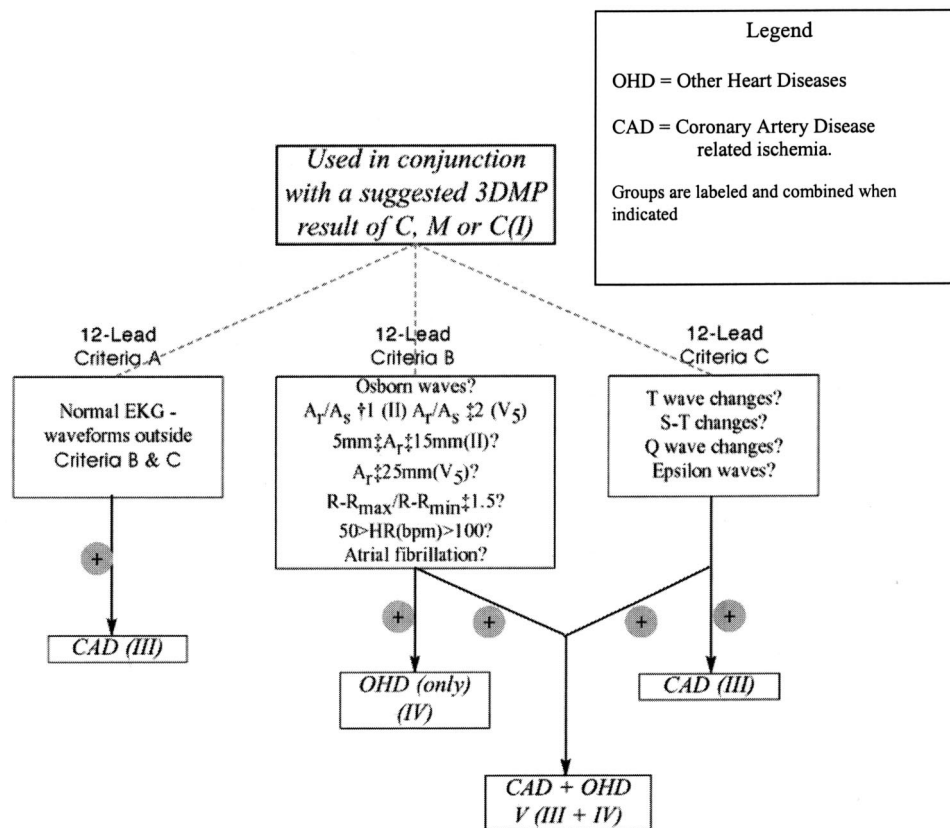 Legend
OHD = Other Heart Diseases
CAD = Coronary Artery Disease
related ischemia.
Groups are labeled and combined when
indicated
Used in conjunction
with a suggested 3DMP
result of C, M or C(I)
12-Lead
Criteria A
Normal EKG -
waveforms outside
Criteria B & C
+
CAD (III)
12-Lead
Criteria B
Osborn waves?
Ar/As †1 (II) Ar/As ‡2 (V5)
5mm‡Ar‡15mm(II)?
Ar‡25mm(V5)?
R-Rmax/R-Rmin‡1.5?
50>HR(bpm)>100?
Atrial fibrillation?
+
+
OHD (only)
(IV)
12-Lead
Criteria C
T wave changes?
S-T changes?
Q wave changes?
Epsilon waves?
+
+
CAD (III)
CAD + OHD
V (III + IV)